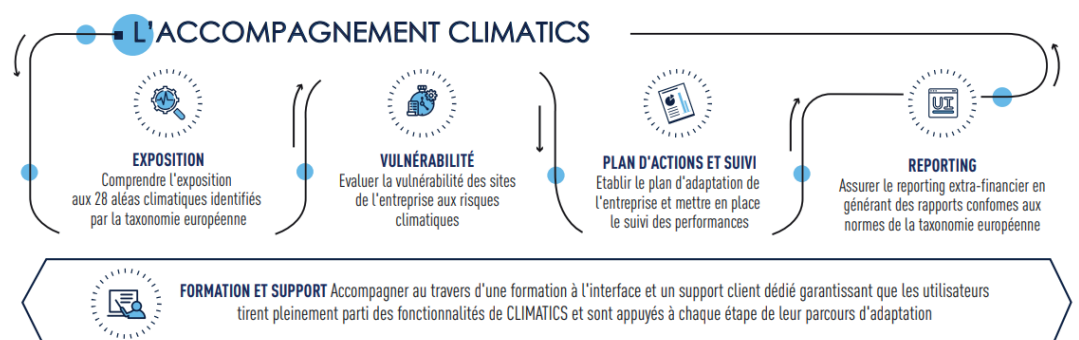 L'ACCOMPAGNEMENT CLIMATICS
UI
EXPOSITION
Comprendre l'exposition
aux 28 aléas climatiques identifiés
par la taxonomie européenne
VULNÉRABILITÉ
Evaluer la vulnérabilité des sites
de l'entreprise aux risques
climatiques
PLAN D'ACTIONS ET SUIVI
Etablir le plan d'adaptation de
l'entreprise et mettre en place
le suivi des performances
REPORTING
Assurer le reporting extra-financier en
générant des rapports confomes aux
normes de la taxonomie européenne
FORMATION ET SUPPORT Accompagner au travers d'une formation à l'interface et un support client dédié garantissant que les utilisateurs
tirent pleinement parti des fonctionnalités de CLIMATICS et sont appuyés à chaque étape de leur parcours d'adaptation